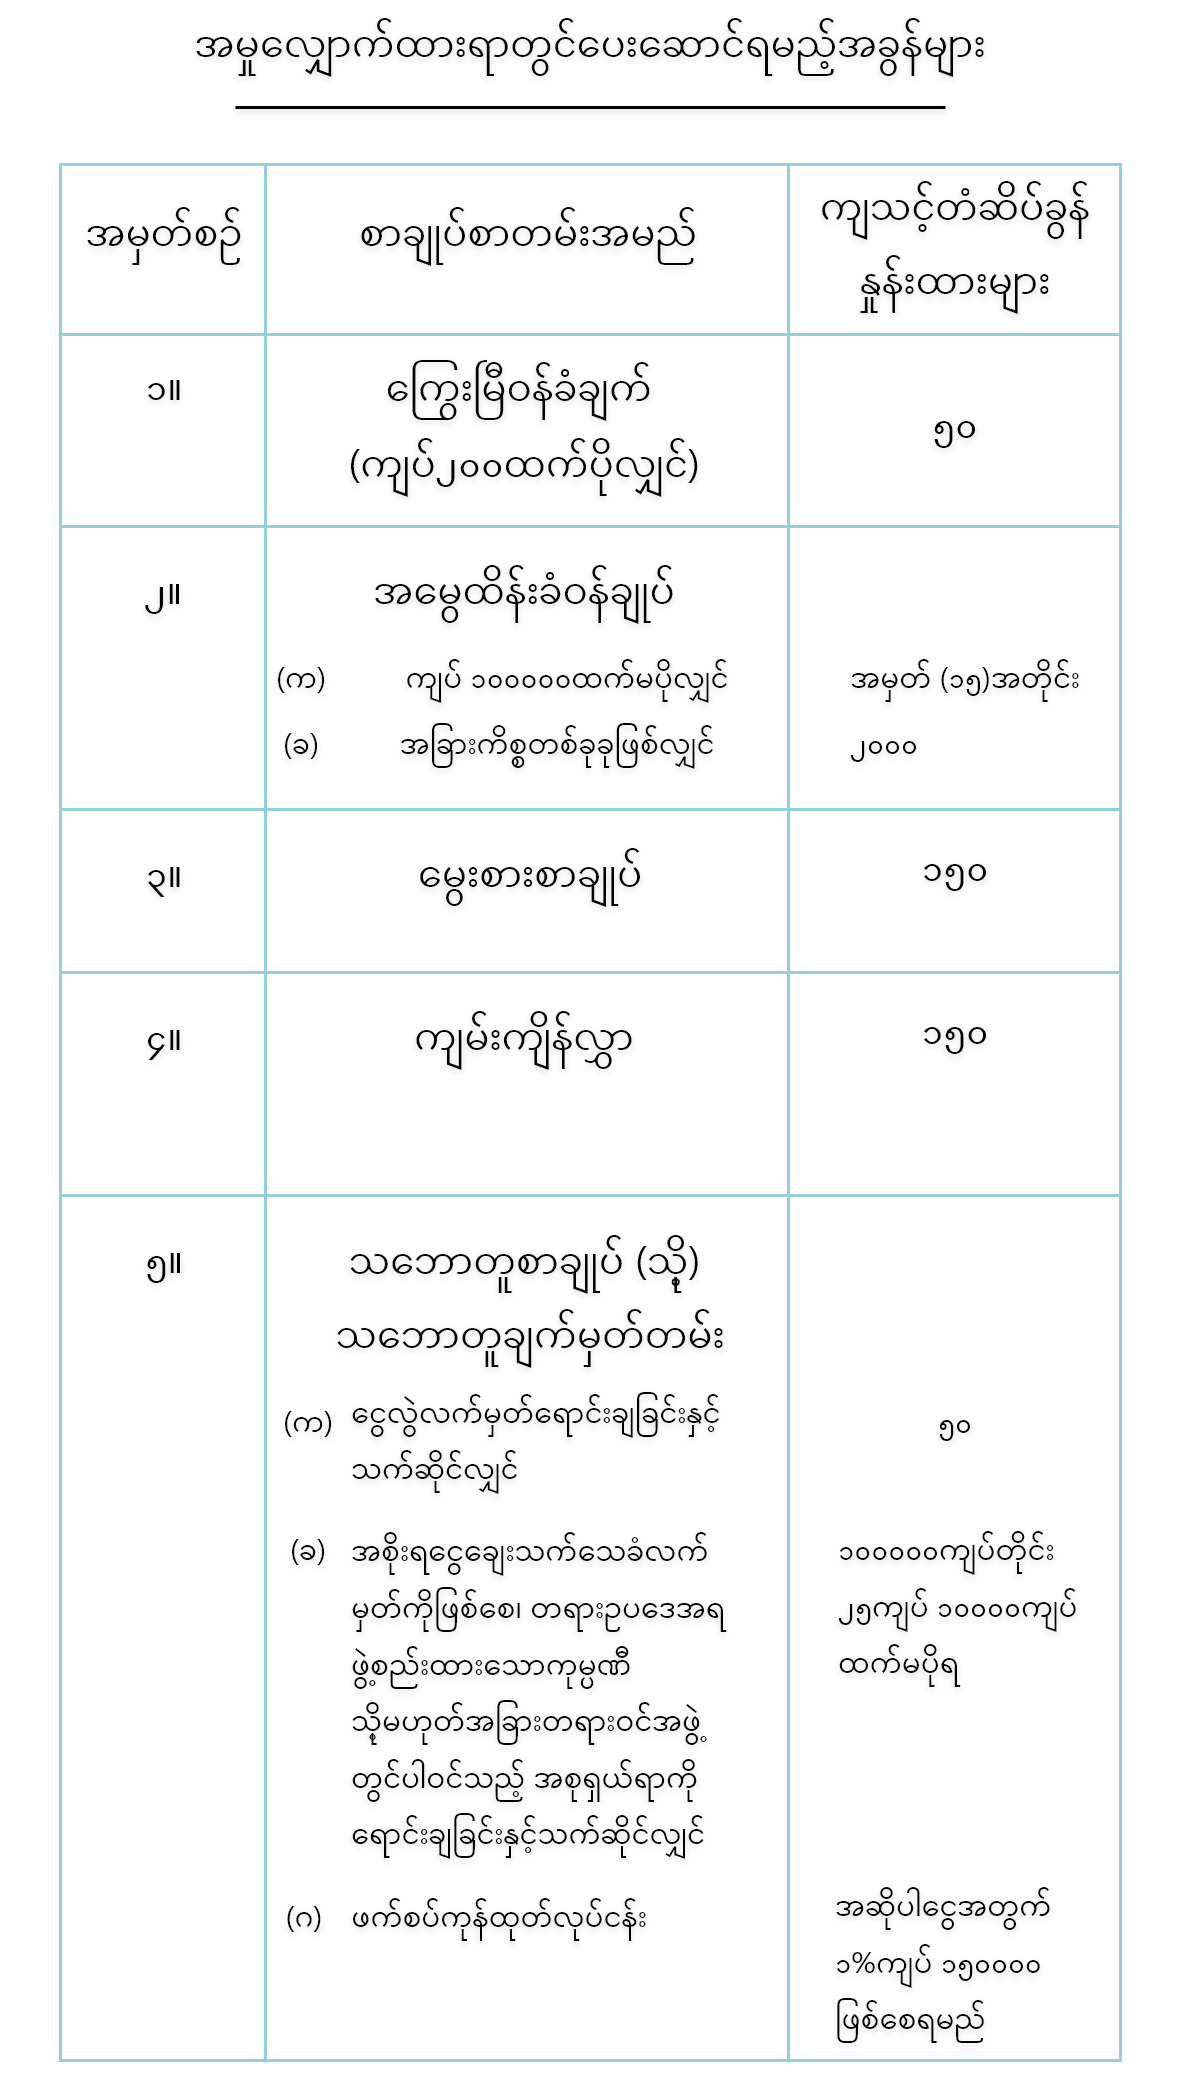 အမှုလျှောက်ထားရာတွင်ပေးဆောင်ရမည့်အခွန်များ
အမှတ်စဉ်
စာချုပ်စာတမ်းအမည်
ကျသင့်တံဆိပ်ခွန်
နှုန်းထားများ
၁။
ကြွေးမြီဝန်ခံချက်
(ကျပ်၂၀၀ထက်ပိုလျှင်)
၅၀
၂။
အမွေထိန်းခံဝန်ချုပ်
(က) ကျပ် ၁၀၀၀၀၀ထက်မပိုလျှင် အမှတ် (၁၅)အတိုင်း
(ခ) အခြားကိစ္စတစ်ခုခုဖြစ်လျှင် ၂၀၀၀
၃။ မွေးစားစာချုပ် ၁၅၀
၄။ ကျမ်းကျိန်လွှာ ၁၅၀
၅။ သဘောတူစာချုပ် (သို့)
သဘောတူချက်မှတ်တမ်း
(က) ငွေလွှဲလက်မှတ်ရောင်းချခြင်းနှင့် ၅၀
သက်ဆိုင်လျှင်
(ခ) အစိုးရငွေချေးသက်သေခံလက် ၁၀၀၀၀၀ကျပ်တိုင်း
မှတ်ကိုဖြစ်စေ၊ တရားဥပဒေအရ ၂၅ကျပ် ၁၀၀၀၀ကျပ်
ဖွဲ့စည်းထားသောကုမ္ပဏီ ထက်မပိုရ
သို့မဟုတ်အခြားတရားဝင်အဖွဲ့
တွင်ပါဝင်သည့် အစုရှယ်ရာကို
ရောင်းချခြင်းနှင့်သက်ဆိုင်လျှင်
(ဂ) ဖက်စပ်ကုန်ထုတ်လုပ်ငန်း အဆိုပါငွေအတွက်
၁%ကျပ် ၁၅၀၀၀၀
ဖြစ်စေရမည်